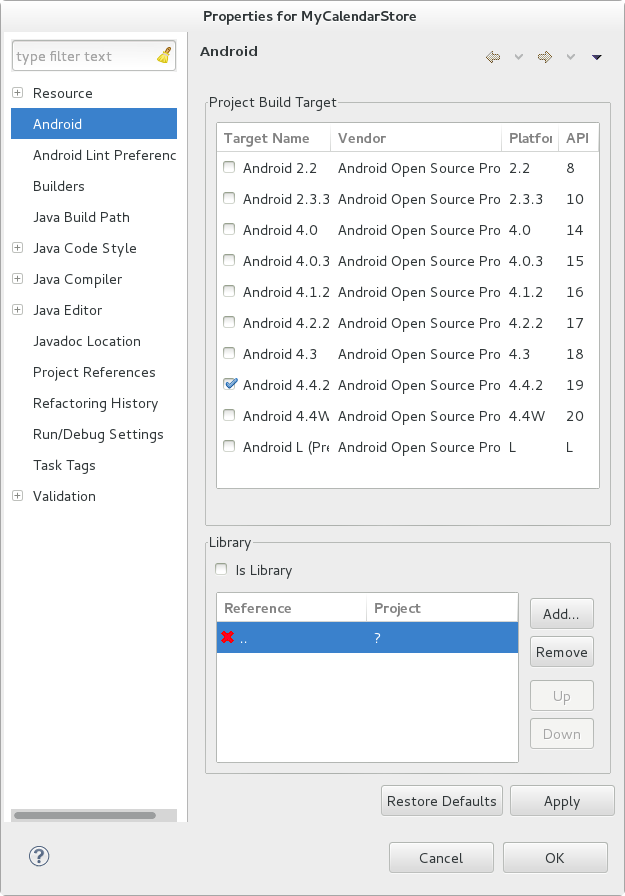 Properties for MyCalendarStore
type filter text
Resource
Android
Android Lint Preferenc
Builders
Java Build Path
Java Code Style
Java Compiler
Java Editor
Javadoc Location
Project References
Refactoring History
Run/Debug Settings
Task Tags
Validation
Android
Project Build Target
Target Name Vendor Platfor API
Android 2.2 Android Open Source Pro 2.2 8
Android 2.3.3 Android Open Source Pro 2.3.3 10
Android 4.0 Android Open Source Pro 4.0 14
Android 4.0.3 Android Open Source Pro 4.0.3 15
Android 4.1.2 Android Open Source Pro 4.1.2 16
Android 4.2.2 Android Open Source Pro 4.2.2 17
Android 4.3 Android Open Source Pro 4.3 18
Android 4.4.2 Android Open Source Pro 4.4.2 19
Android 4.4W Android Open Source Pro 4.4W 20
Android L (Pre Android Open Source Pro L L
Library
Is Library
Reference Project
.. ?
Add...
Remove
Up
Down
Restore Defaults Apply
? Cancel OK